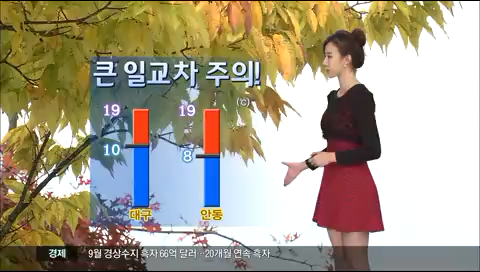 큰 일교차 주의!
(℃)
19 19
10 8
대구 안동
경제 9월 경상수지 흑자 66억 달러··20개월 연속 흑자